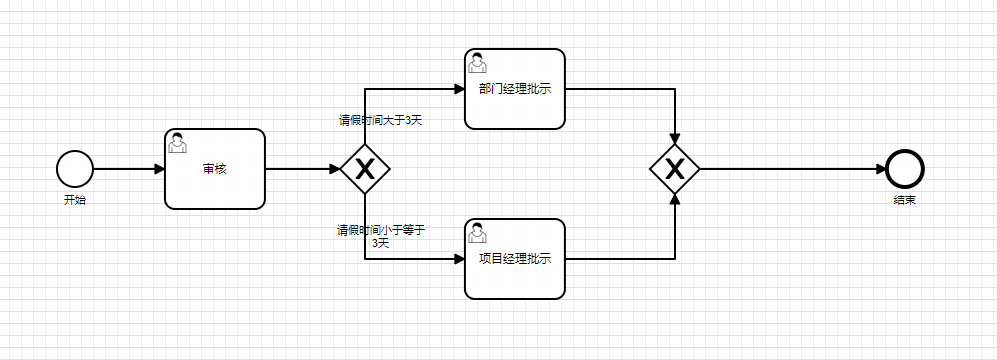 部门经理批示
请假时间大于3天
审核
开始
结束
请假时间小于等于
3天
项目经理批示